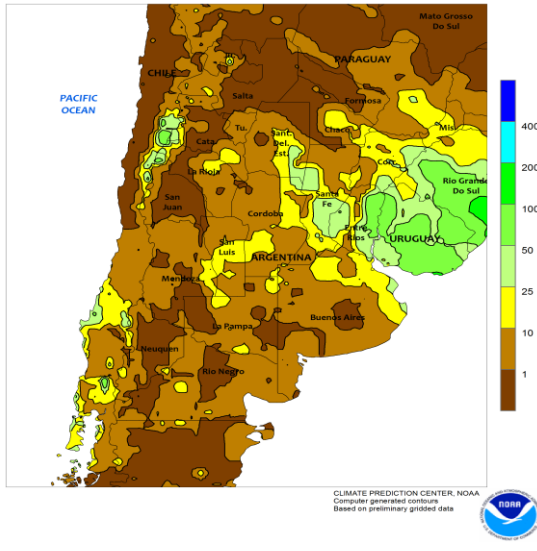 Mato Grosso
Do Sul
PARAGUAY
CHILE
PACIFIC
OCEAN
Salta
Formosa
Tu.
Sant.
Del.
Est.
Chaco
Misi
Cata.
Corr.
La Rioja
Rio Grande
Do Sul
San
Juan
Santa
Fe
Cordoba
Entre
Rios
URUGUAY
San
Luis
ARGENTINA
Mendoza
Buenos Aires
La Pampa
Neuquen
Rio Negro
400
200
100
50
25
10
1
CLIMATE PREDICTION CENTER, NOAA
Computer generated contours
Based on preliminary gridded data
NOAA